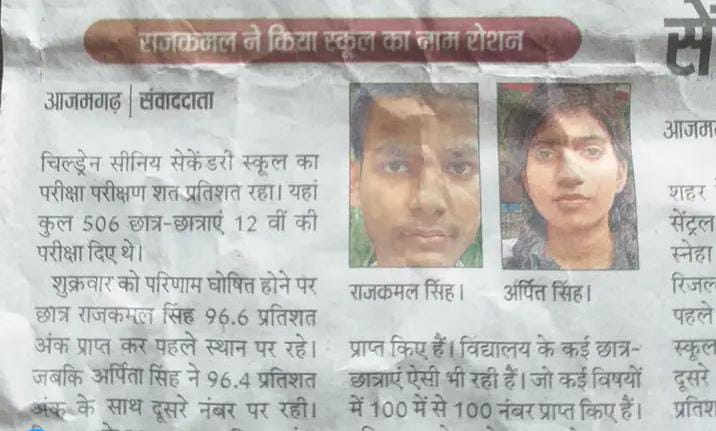 राजकमल ने किया स्कूल का नाम रोशन
आजमगढ़ | संवाददाता
चिल्ड्रेन सीनिय सेकेंडरी स्कूल का
परीक्षा परीक्षण शत प्रतिशत रहा। यहां
कुल 506 छात्र-छात्राएं 12 वीं की
परीक्षा दिए थे।
शुक्रवार को परिणाम घोषित होने पर
छात्र राजकमल सिंह 96.6 प्रतिशत
अंक प्राप्त कर पहले स्थान पर रहे।
जबकि अर्पिता सिंह ने 96.4 प्रतिशत
अंक के साथ दूसरे नंबर पर रही।
राजकमल सिंह।
अर्पित सिंह।
प्राप्त किए हैं। विद्यालय के कई छात्र-
छात्राएं ऐसी भी रही हैं। जो कई विषयों
में 100 में से 100 नंबर प्राप्त किए हैं।
से
आजम
शहर
सेंट्रल
स्नेहा
रिजल
पहले
स्कूल
दूसरे
प्रतिश